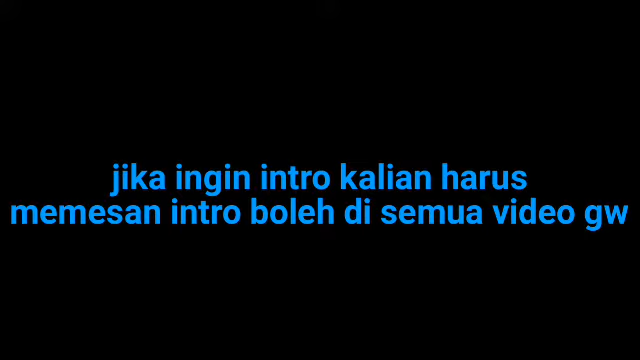 jika ingin intro kalian harus
memesan intro boleh di semua video gw